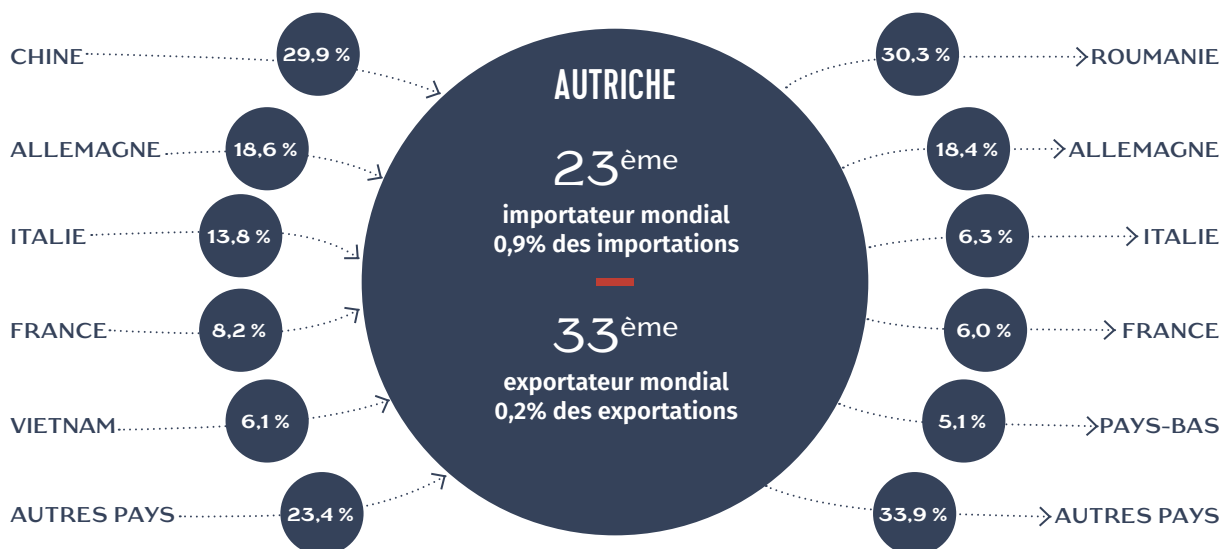 CHINE
29,9 %
ALLEMAGNE
18,6 %
ITALIE
13,8 %
FRANCE
8,2 %
VIETNAM
6,1 %
AUTRES PAYS
23,4 %
AUTRICHE
23ème
importateur mondial
0,9% des importations
33ème
exportateur mondial
0,2% des exportations
30,3 %
ROUMANIE
18,4 %
ALLEMAGNE
6,3 %
ITALIE
6,0 %
FRANCE
5,1 %
PAYS-BAS
33,9 %
AUTRES PAYS